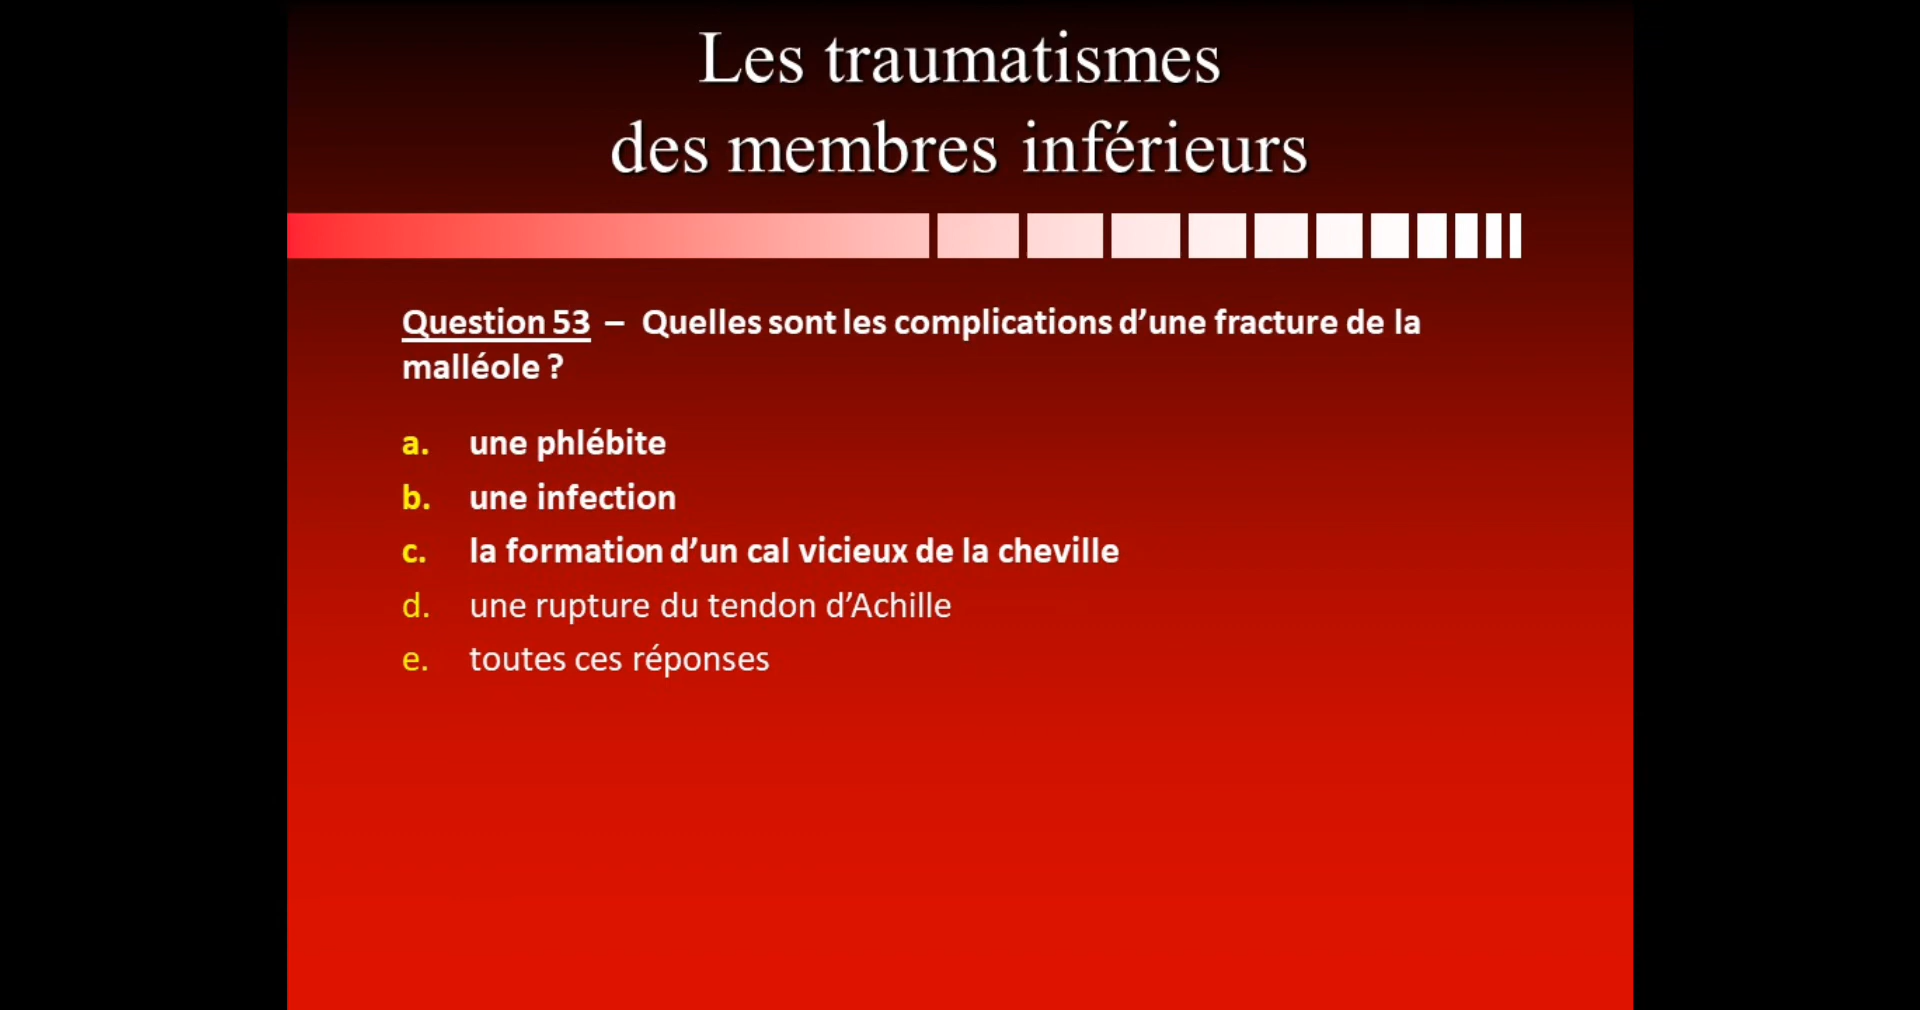 Les traumatismes
des membres inférieurs
Question 53 – Quelles sont les complications d’une fracture de la
malléole ?
a. une phlébite
b. une infection
c. la formation d’un cal vicieux de la cheville
d. une rupture du tendon d’Achille
e. toutes ces réponses